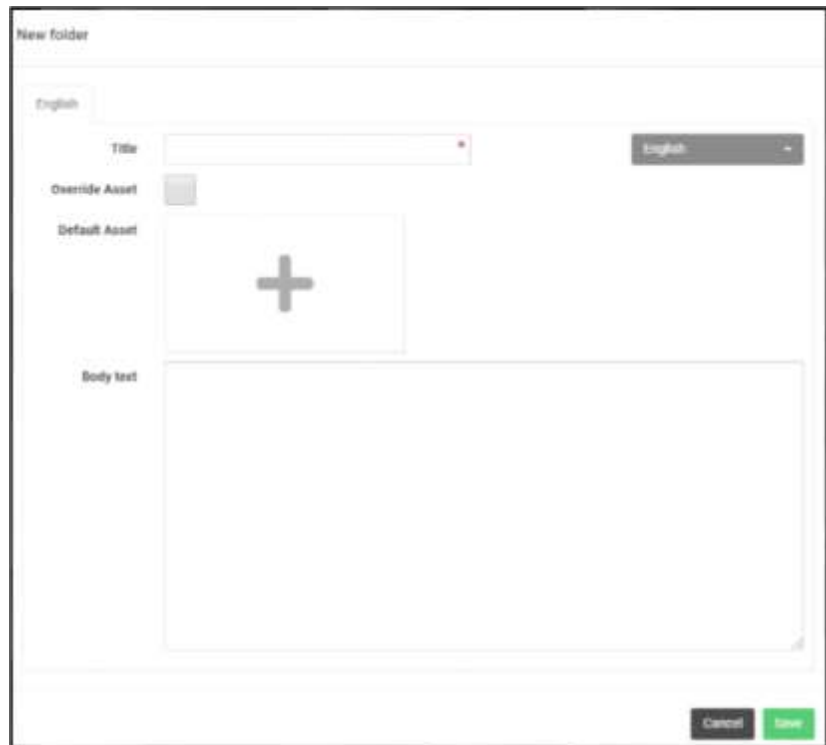 New folder
English
Title * English
Override Asset
Default Asset
Body text
Cancel Save